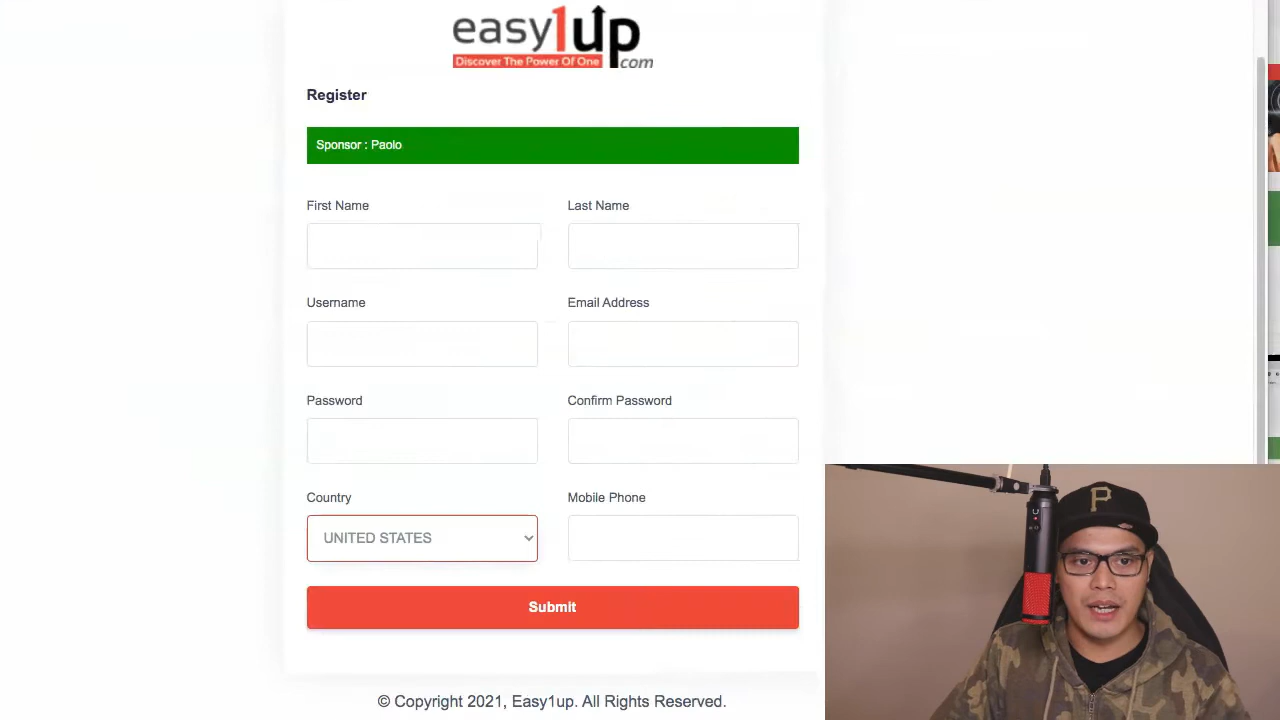 easy1up
Discover The Power Of One .com
Register
Sponsor : Paolo
First Name
Last Name
Username
Email Address
Password
Confirm Password
Country
Mobile Phone
UNITED STATES
Submit
© Copyright 2021, Easy1up. All Rights Reserved.
P